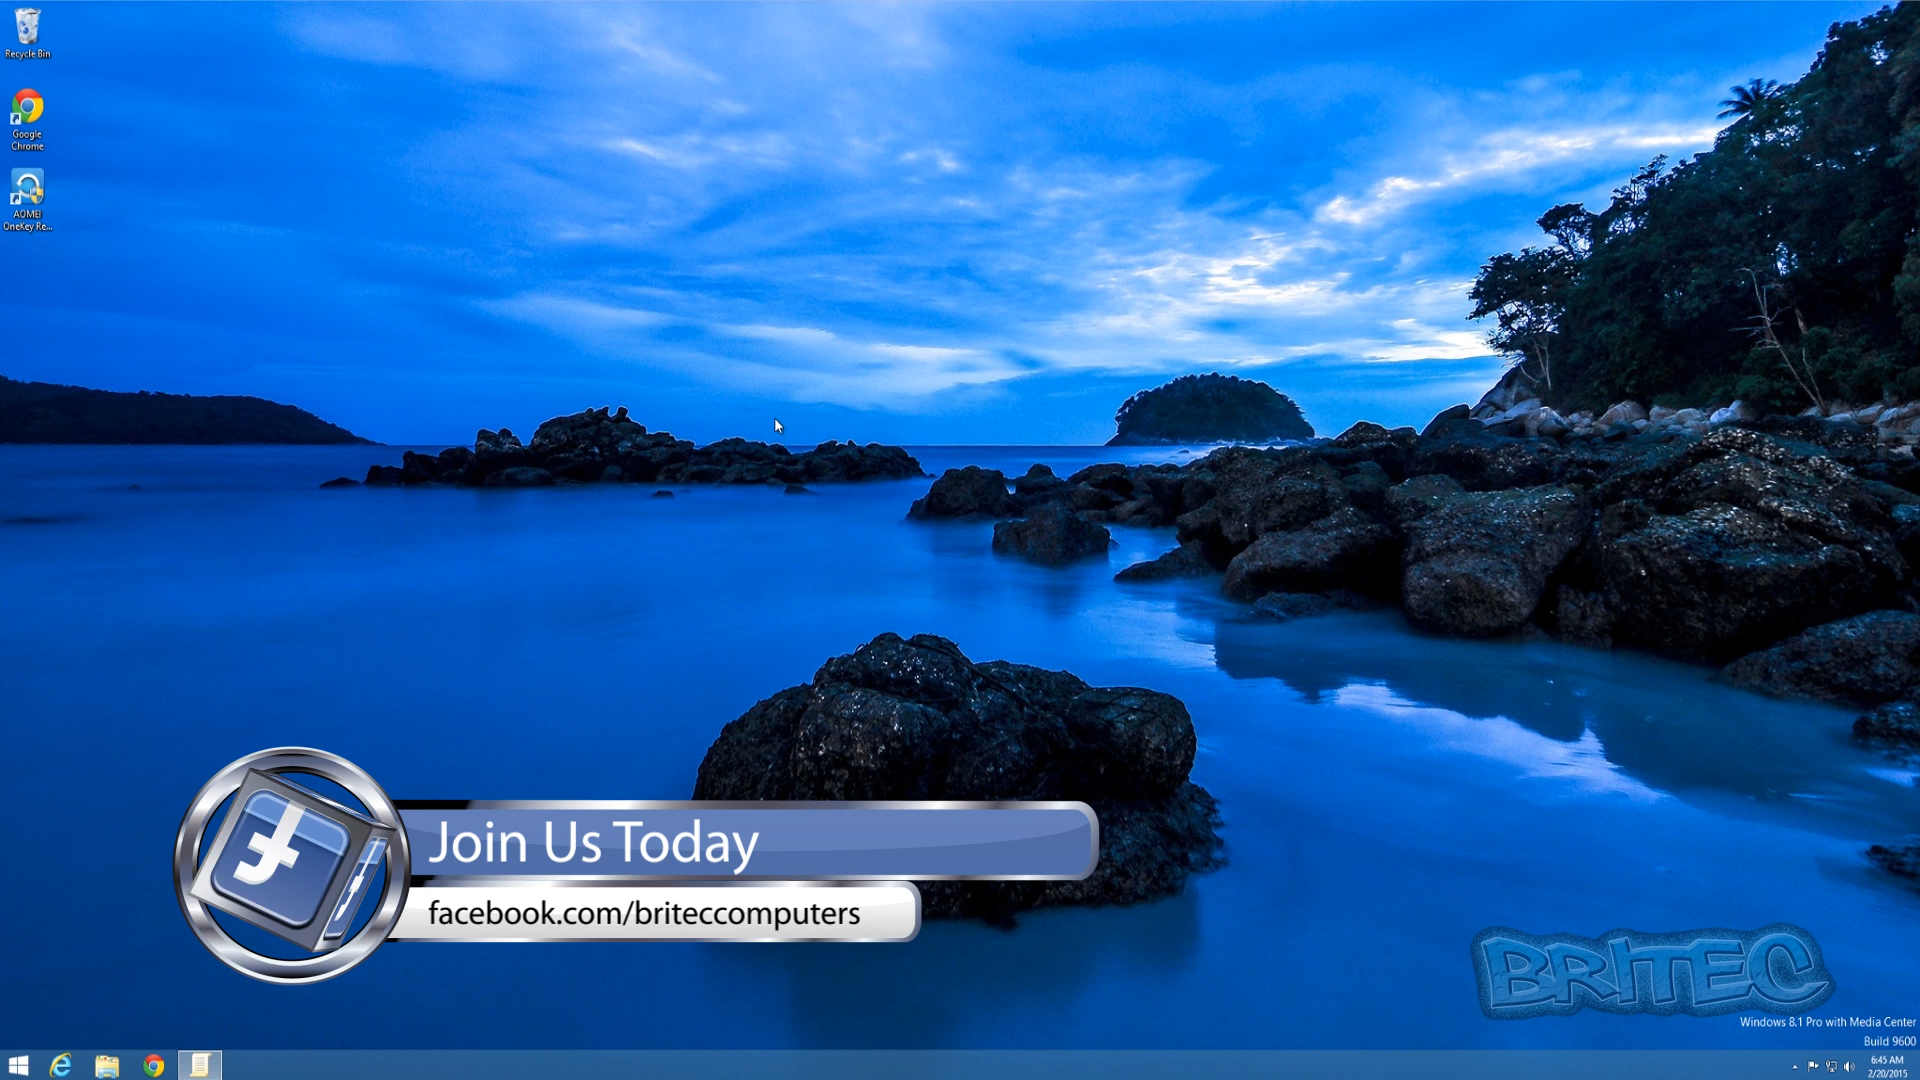 Recycle Bin
Google
Chrome
AOMEI
OneKey Re...
Join Us Today
facebook.com/briteccomputers
BRITEC
Windows 8.1 Pro with Media Center
Build 9600
6:45 AM
2/20/2015